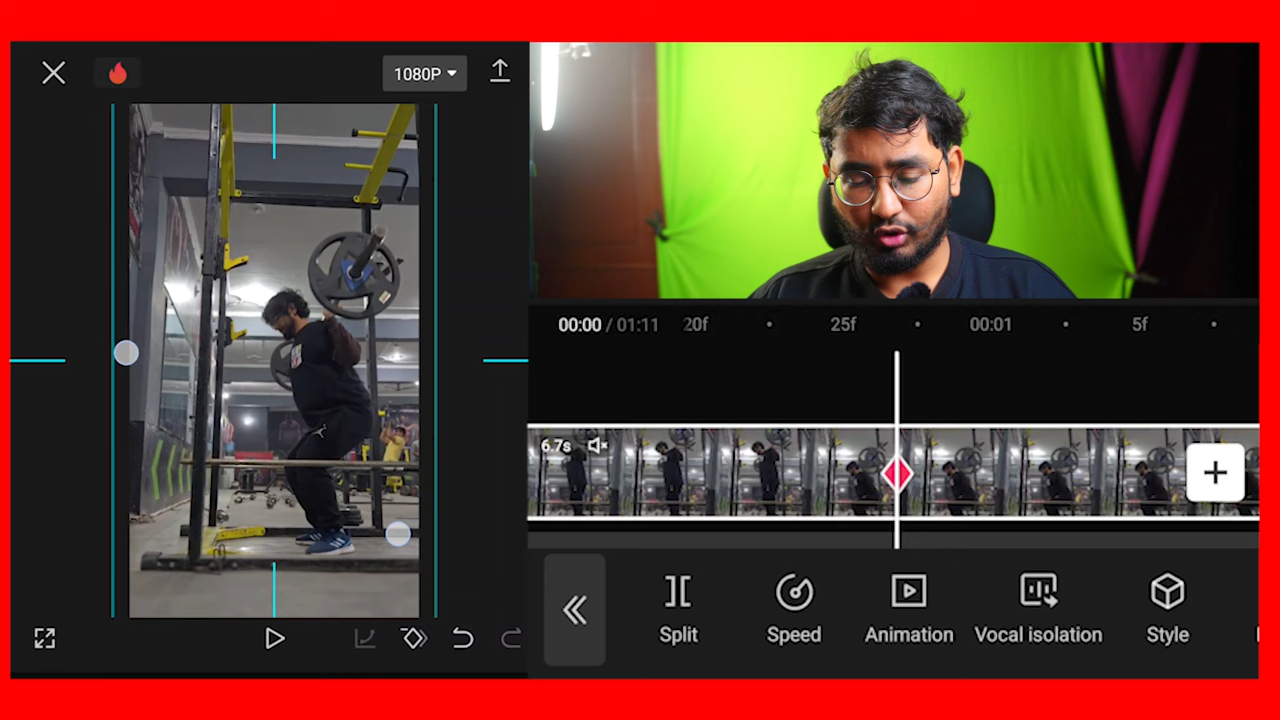 1080P
00:00 / 01:11 20f 25f 00:01 5f
6.7s
Split Speed Animation Vocal isolation Style